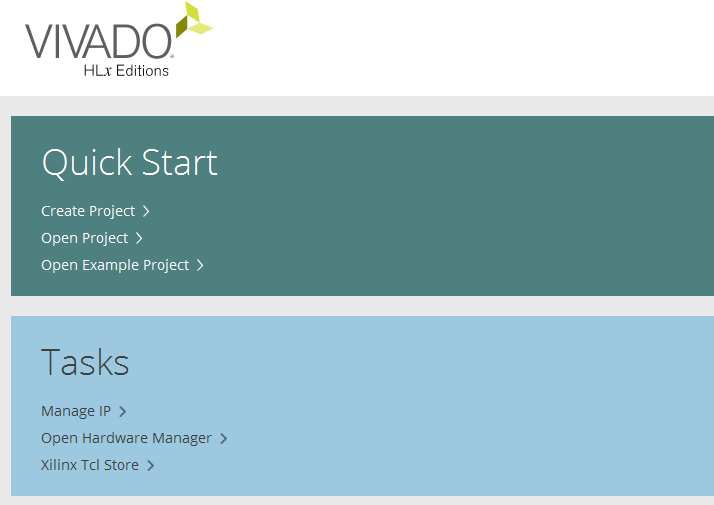 VIVADO
HLx Editions
Quick Start
Create Project
Open Project
Open Example Project
Tasks
Manage IP
Open Hardware Manager
Xilinx Tcl Store